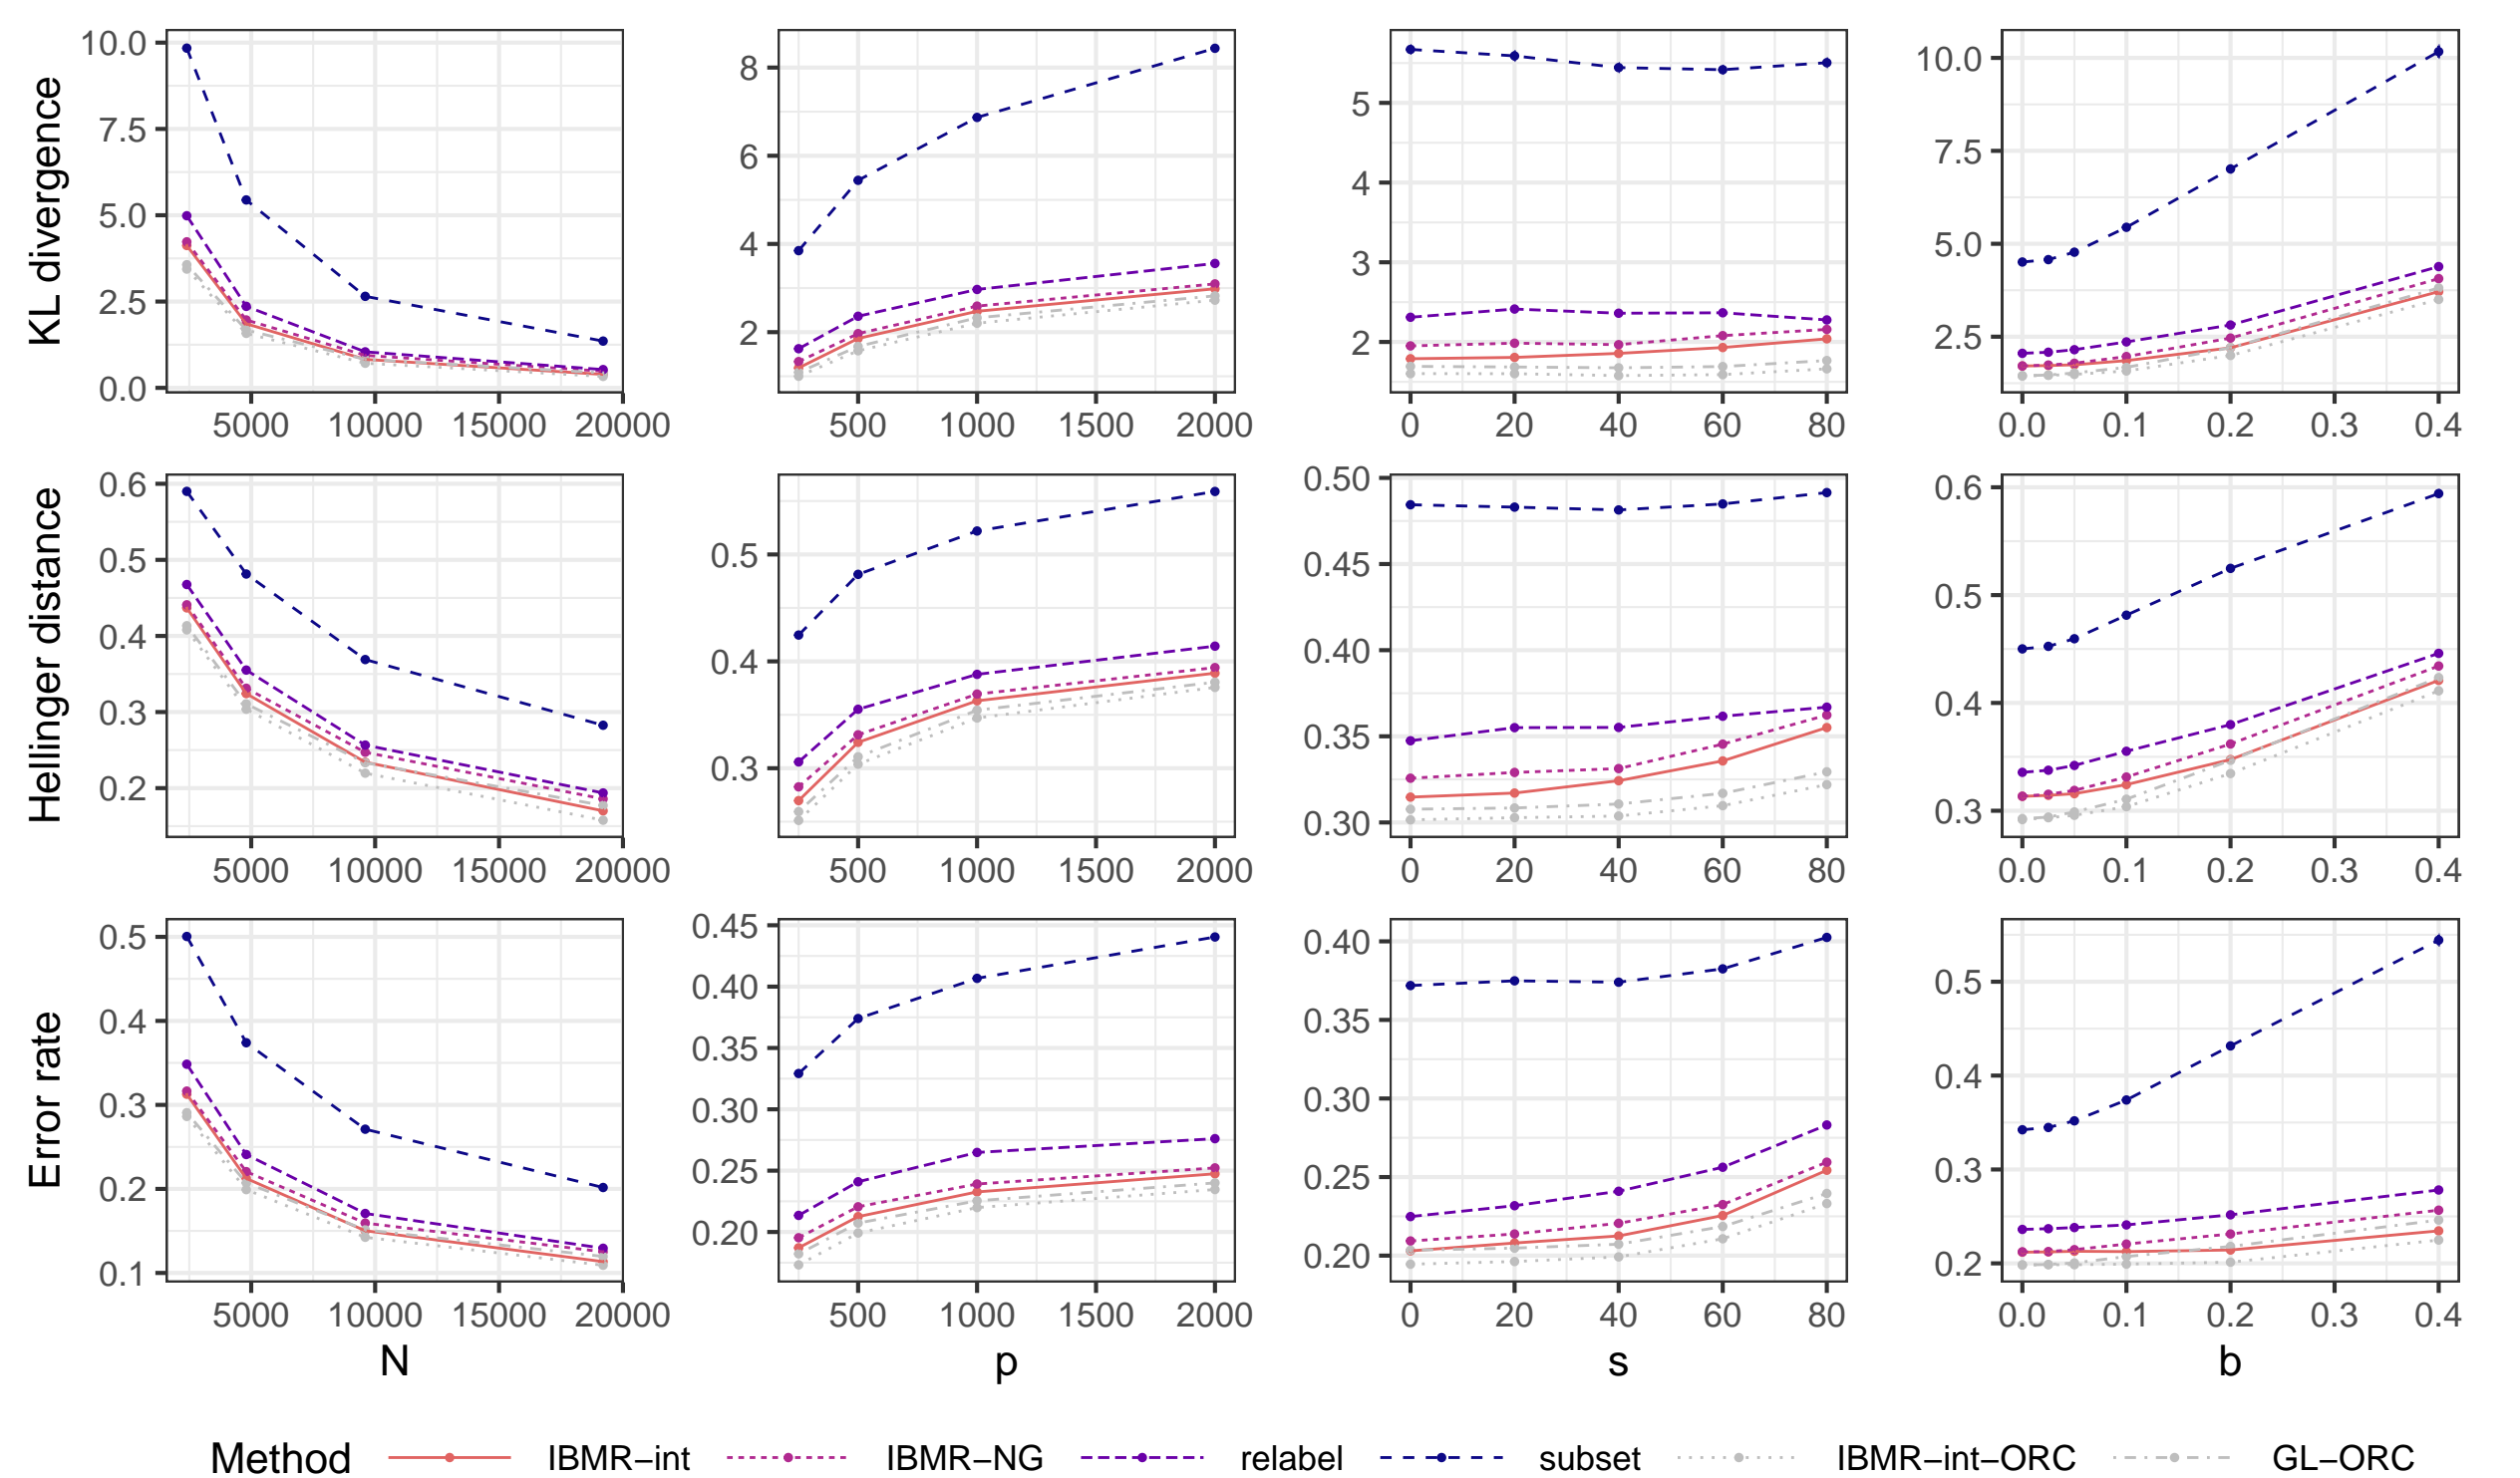 KL divergence
10.0
7.5
5.0
2.5
0.0
5000 10000 15000 20000
8
6
4
2
500 1000 1500 2000
5
4
3
2
0 20 40 60 80
10.0
7.5
5.0
2.5
0.0 0.1 0.2 0.3 0.4
Hellinger distance
0.6
0.5
0.4
0.3
0.2
5000 10000 15000 20000
0.5
0.4
0.3
500 1000 1500 2000
0.50
0.45
0.40
0.35
0.30
0 20 40 60 80
0.6
0.5
0.4
0.3
0.0 0.1 0.2 0.3 0.4
Error rate
0.5
0.4
0.3
0.2
0.1
5000 10000 15000 20000
N
0.45
0.40
0.35
0.30
0.25
0.20
500 1000 1500 2000
p
0.40
0.35
0.30
0.25
0.20
0 20 40 60 80
s
0.5
0.4
0.3
0.2
0.0 0.1 0.2 0.3 0.4
b
Method IBMR−int IBMR−NG relabel subset IBMR−int−ORC GL−ORC